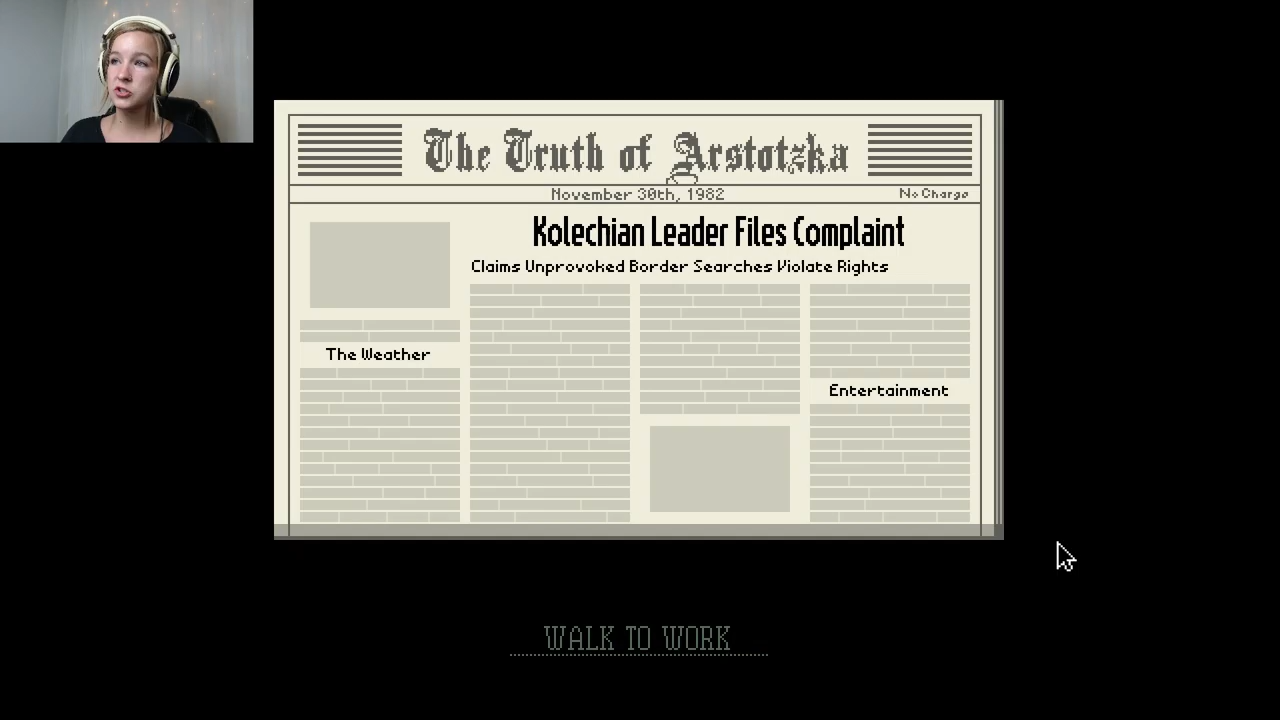 The Truth of Arstotzka
November 30th, 1982
No Charge
Kolechian Leader Files Complaint
Claims Unprovoked Border Searches Violate Rights
The Weather
Entertainment
WALK TO WORK